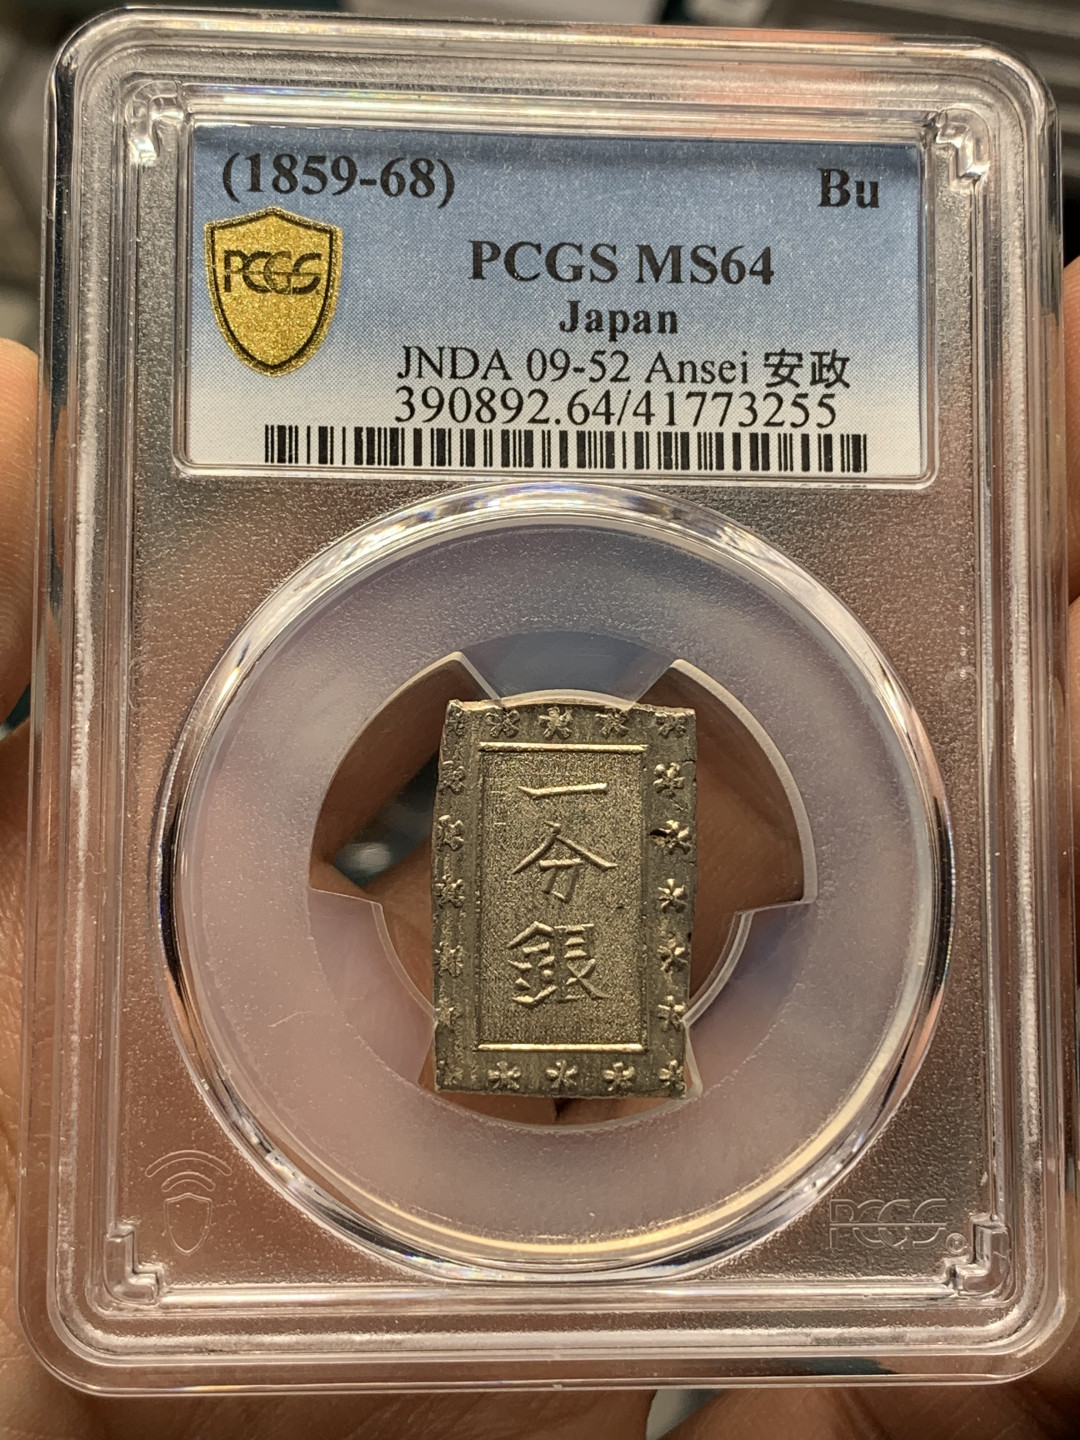 (1859-68) Bu
PCGS
PCGS MS64
Japan
JNDA 09-52 Ansei 安政
390892.64/41773255
一
分
銀
PCGS